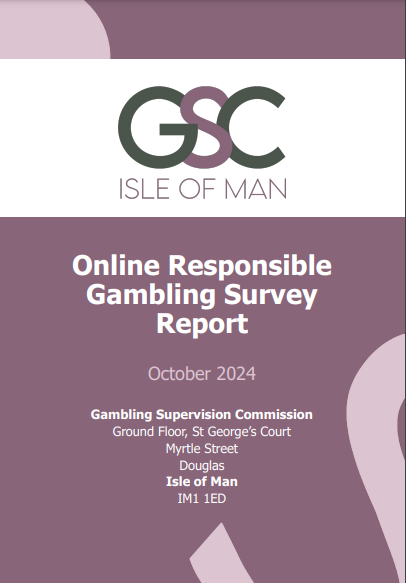 GSC
ISLE OF MAN
Online Responsible
Gambling Survey
Report
October 2024
Gambling Supervision Commission
Ground Floor, St George’s Court
Myrtle Street
Douglas
Isle of Man
IM1 1ED